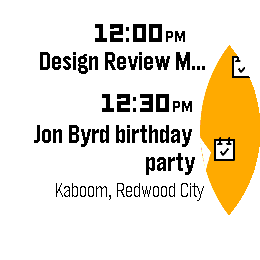 12:00PM
Design Review M...
12:30PM
Jon Byrd birthday
party
Kaboom, Redwood City